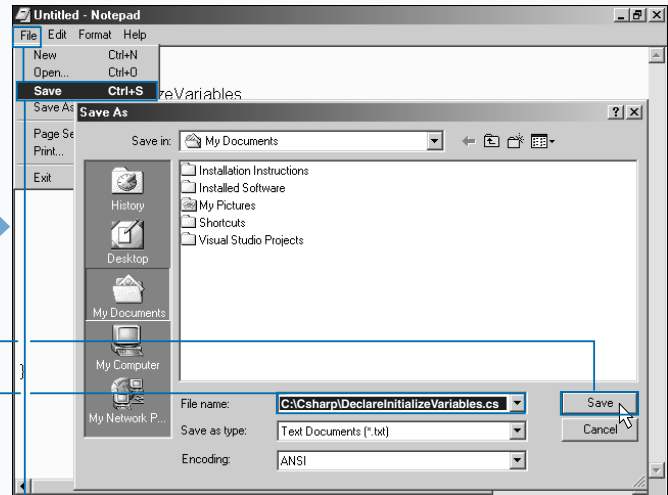 Untitled - Notepad
File Edit Format Help
New Ctrl+N
Open... Ctrl+O
Save Ctrl+S
zeVariables
Save As
Save As
Page Se
Print...
Exit
Save in: My Documents
History
Desktop
My Documents
My Computer
My Network P...
Installation Instructions
Installed Software
My Pictures
Shortcuts
Visual Studio Projects
}
File name: C:\Csharp\DeclareInitializeVariables.cs Save
Save as type: Text Documents (*.txt) Cancel
Encoding: ANSI